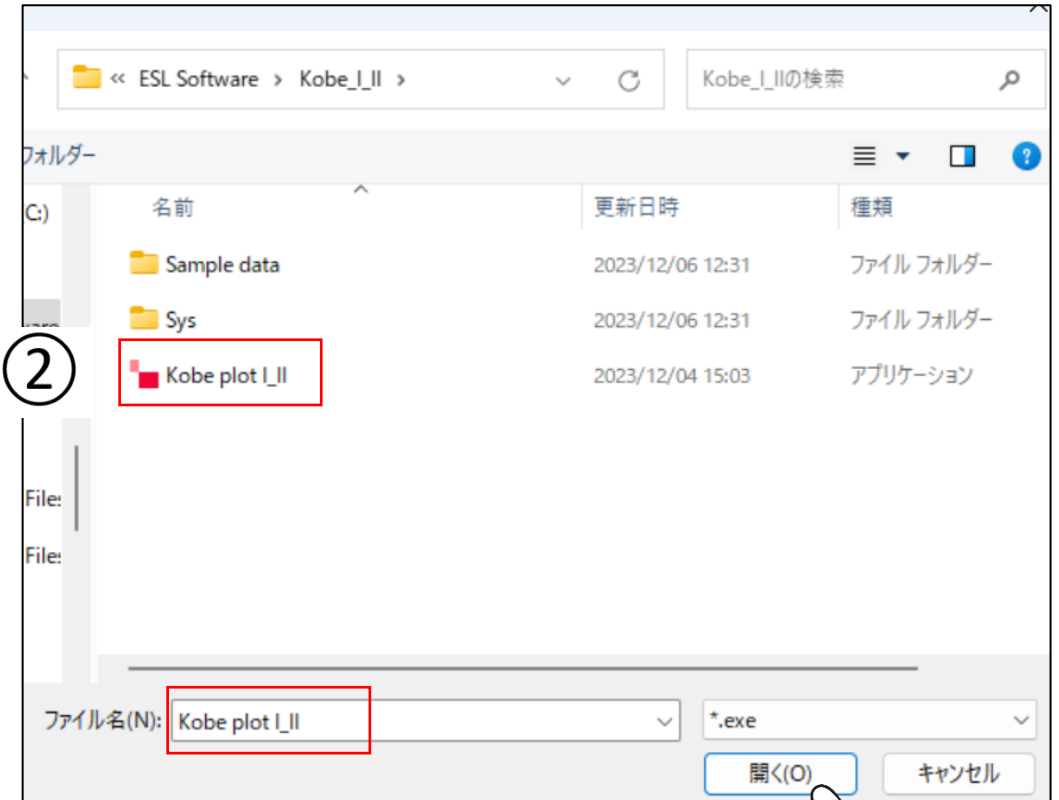 « ESL Software > Kobe_I_II >
Kobe_I_IIの検索
フォルダー
C:)
名前
更新日時
種類
Sample data
2023/12/06 12:31
ファイル フォルダー
Sys
2023/12/06 12:31
ファイル フォルダー
②
Kobe plot I_II
2023/12/04 15:03
アプリケーション
Files
Files
ファイル名(N):
Kobe plot I_II
*.exe
開く(O)
キャンセル